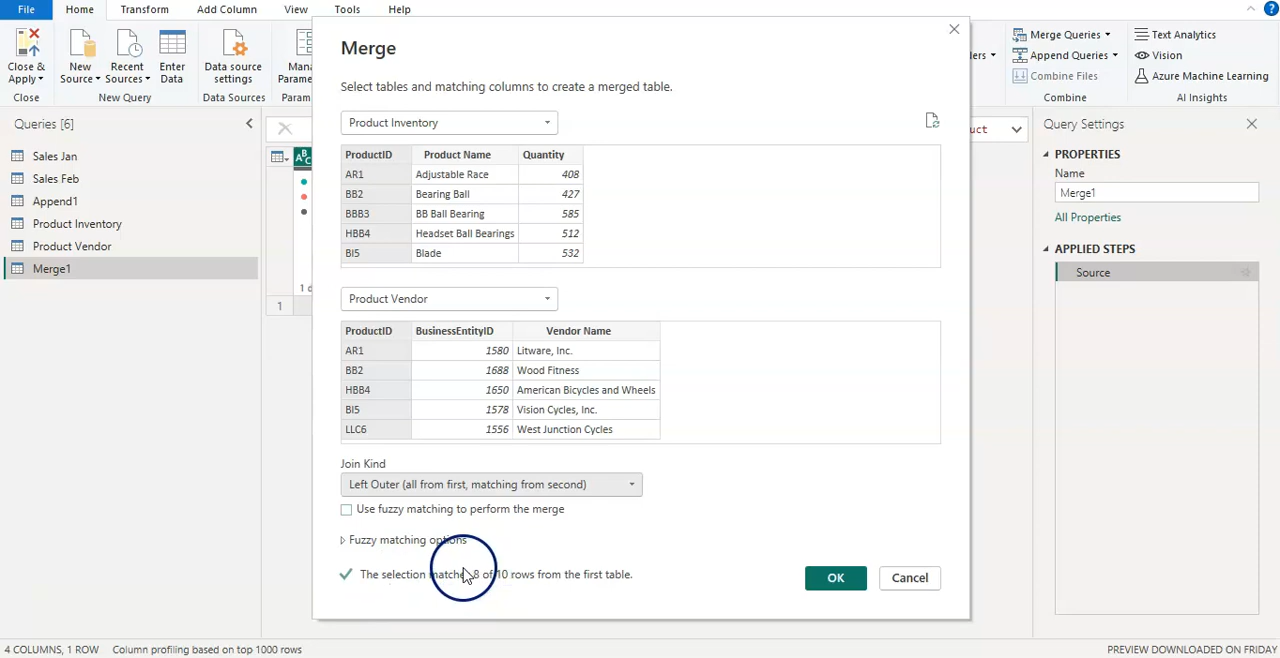 File Home Transform Add Column View Tools Help
Close & Apply
New Source
Recent Sources
Enter Data
Data source settings
Mana
Parame
Merge Queries
Append Queries
Combine Files
Text Analytics
Vision
Azure Machine Learning
Close
New Query
Data Sources
Param
Combine
AI Insights
Queries [6]
Sales Jan
Sales Feb
Append1
Product Inventory
Product Vendor
Merge1
1
Merge
Select tables and matching columns to create a merged table.
Product Inventory
ProductID Product Name Quantity
AR1 Adjustable Race 408
BB2 Bearing Ball 427
BBB3 BB Ball Bearing 585
HBB4 Headset Ball Bearings 512
BI5 Blade 532
Product Vendor
ProductID BusinessEntityID Vendor Name
AR1 1580 Litware, Inc.
BB2 1688 Wood Fitness
HBB4 1650 American Bicycles and Wheels
BI5 1578 Vision Cycles, Inc.
LLC6 1556 West Junction Cycles
Join Kind
Left Outer (all from first, matching from second)
Use fuzzy matching to perform the merge
Fuzzy matching options
The selection matches 8 of 10 rows from the first table.
OK
Cancel
Query Settings
PROPERTIES
Name
Merge1
All Properties
APPLIED STEPS
Source
4 COLUMNS, 1 ROW Column profiling based on top 1000 rows
PREVIEW DOWNLOADED ON FRIDAY